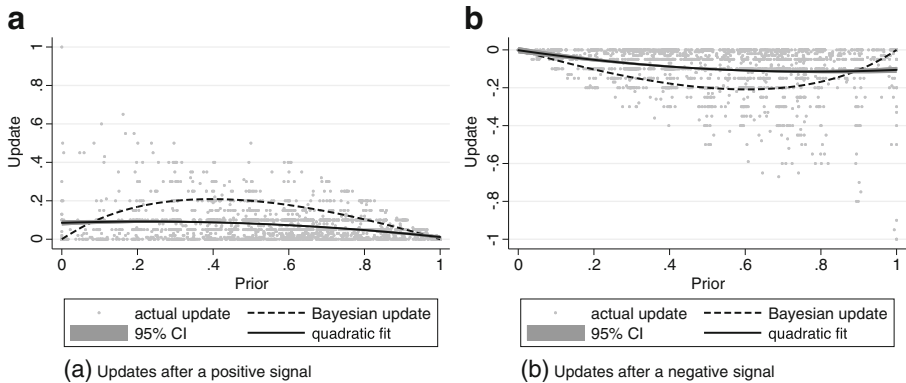 a
1
.8
.6
.4
.2
0
Update
0 .2 .4 .6 .8 1
Prior
actual update Bayesian update
95% CI quadratic fit
(a) Updates after a positive signal
b
0
-.2
-.4
-.6
-.8
-1
Update
0 .2 .4 .6 .8 1
Prior
actual update Bayesian update
95% CI quadratic fit
(b) Updates after a negative signal